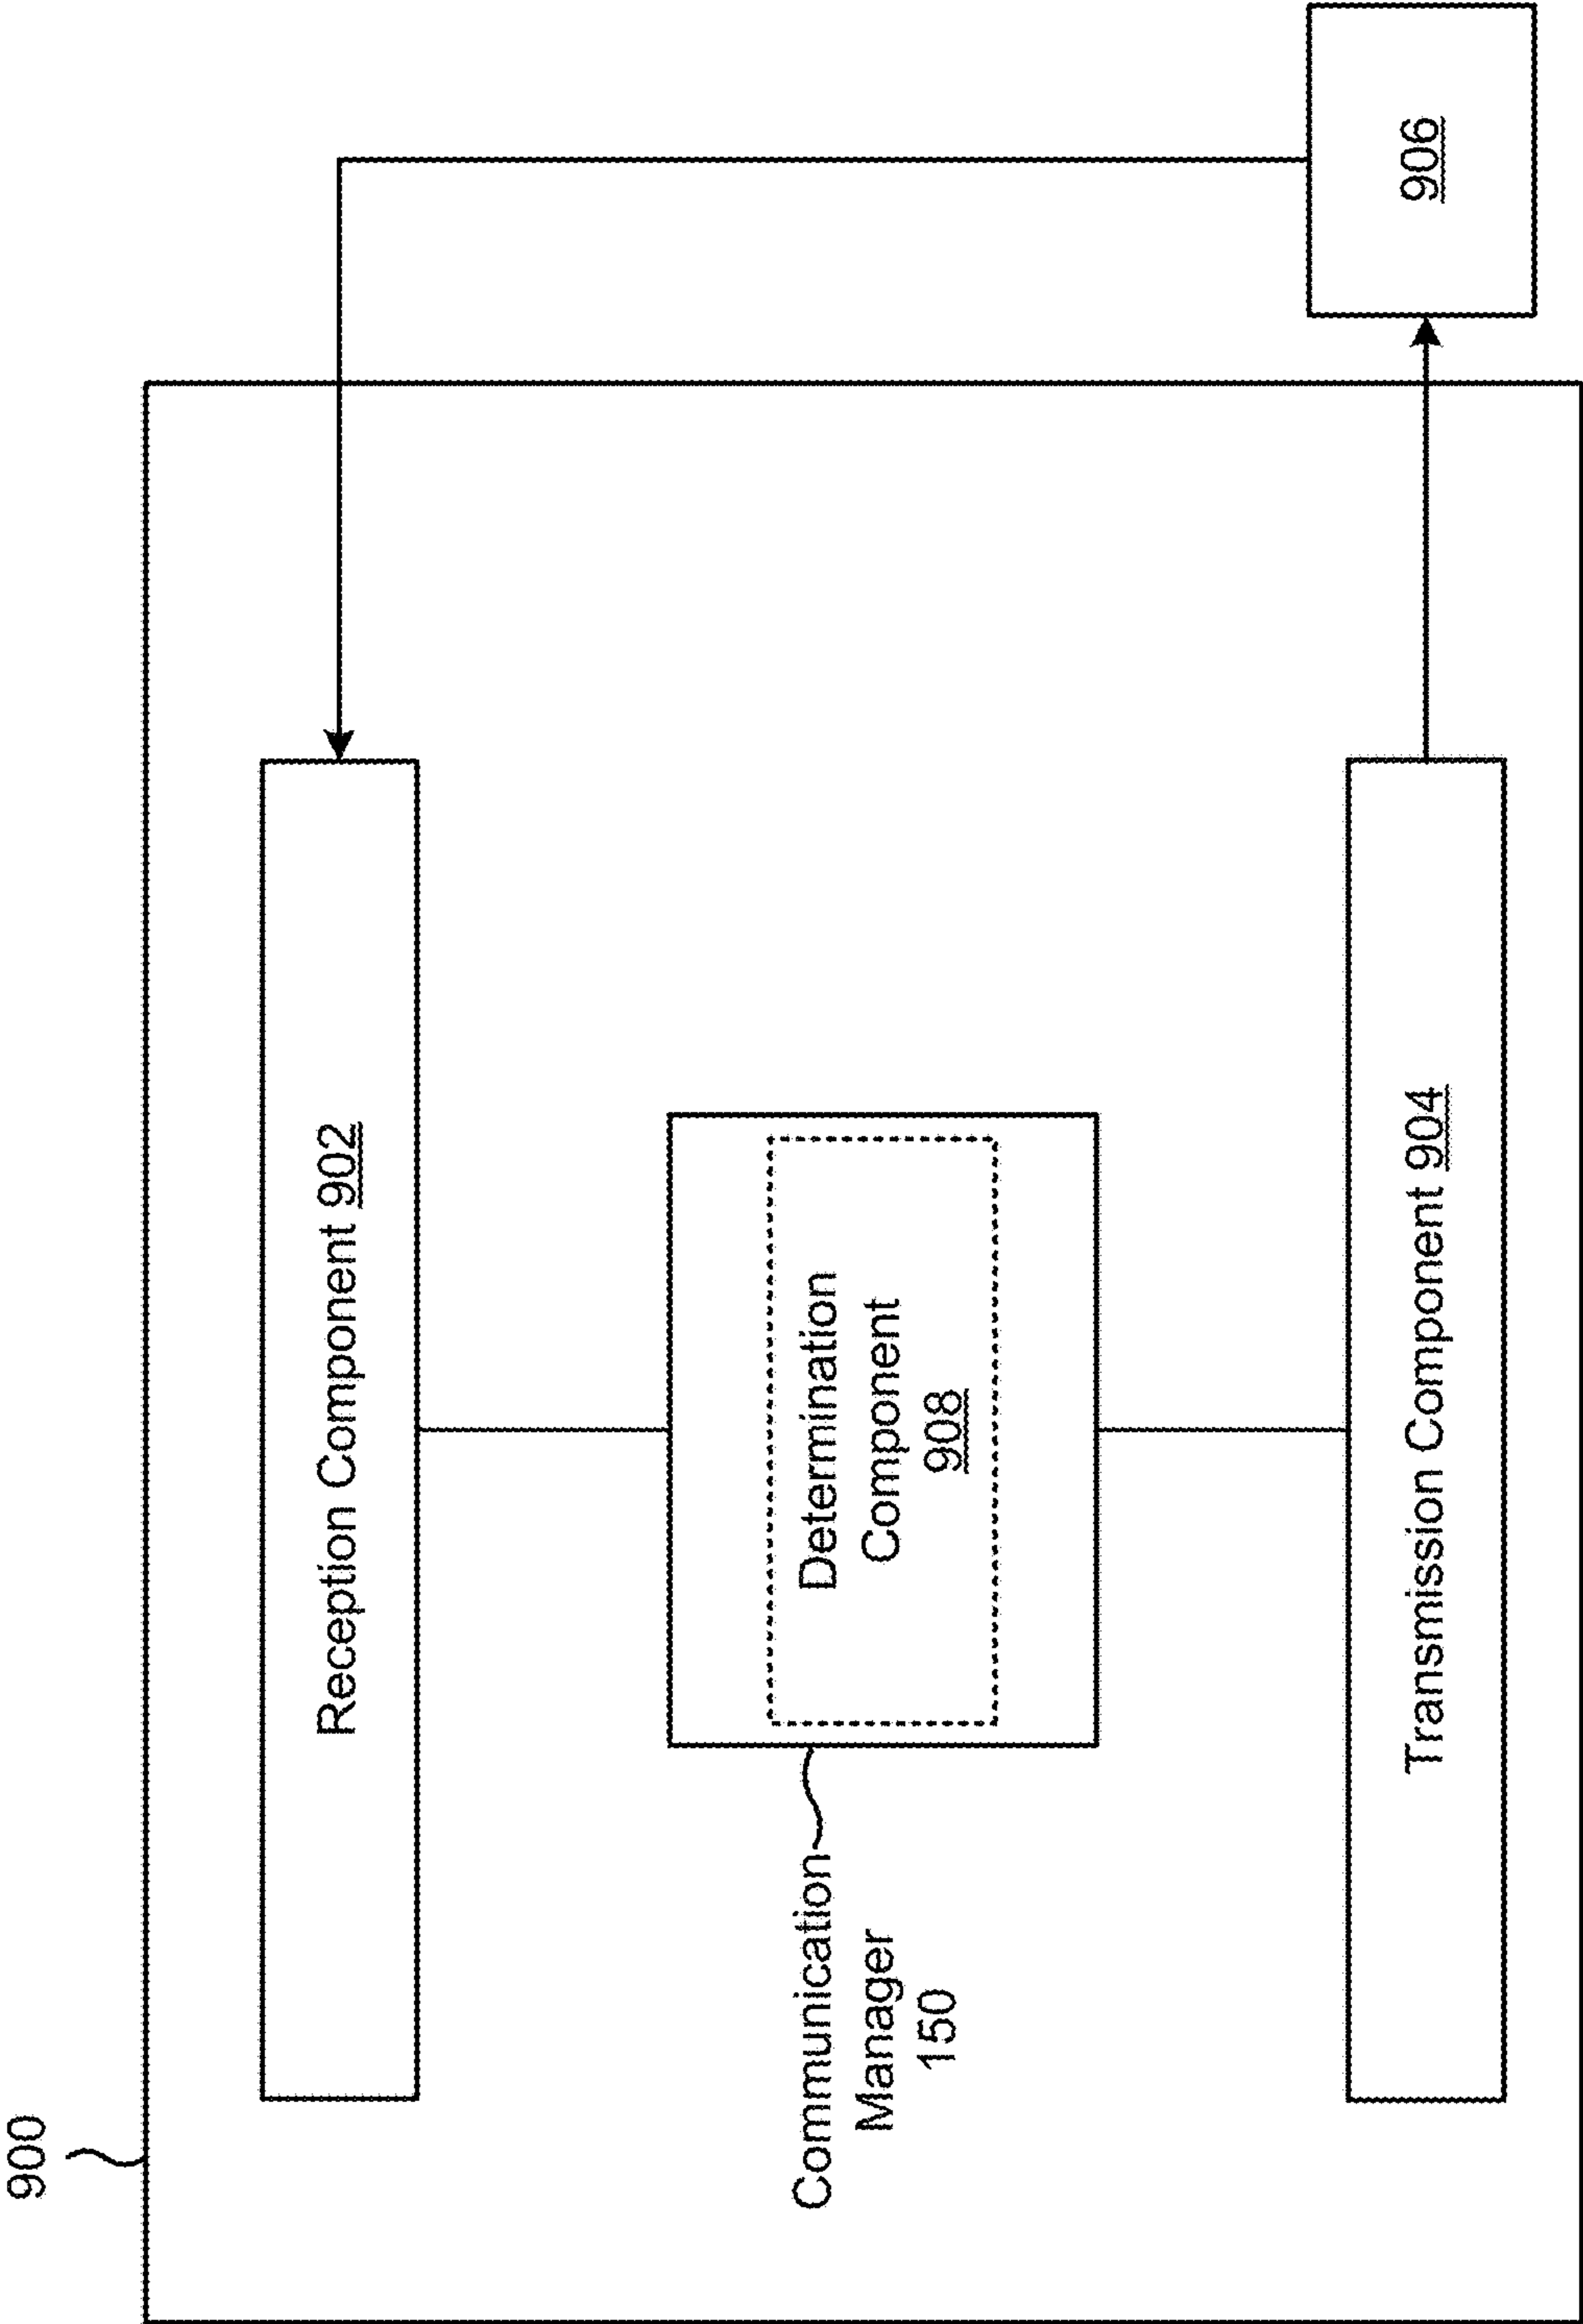 900
Reception Component 902
Communication
Manager
150
Determination
Component
908
Transmission Component 904
906